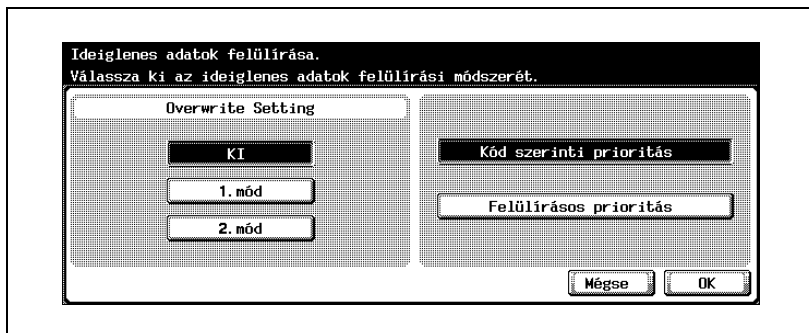 Ideiglenes adatok felülírása.
Válassza ki az ideiglenes adatok felülírási módszerét.
Overwrite Setting
KI
1.mód
2.mód
Kód szerinti prioritás
Felülírásos prioritás
Mégse
OK